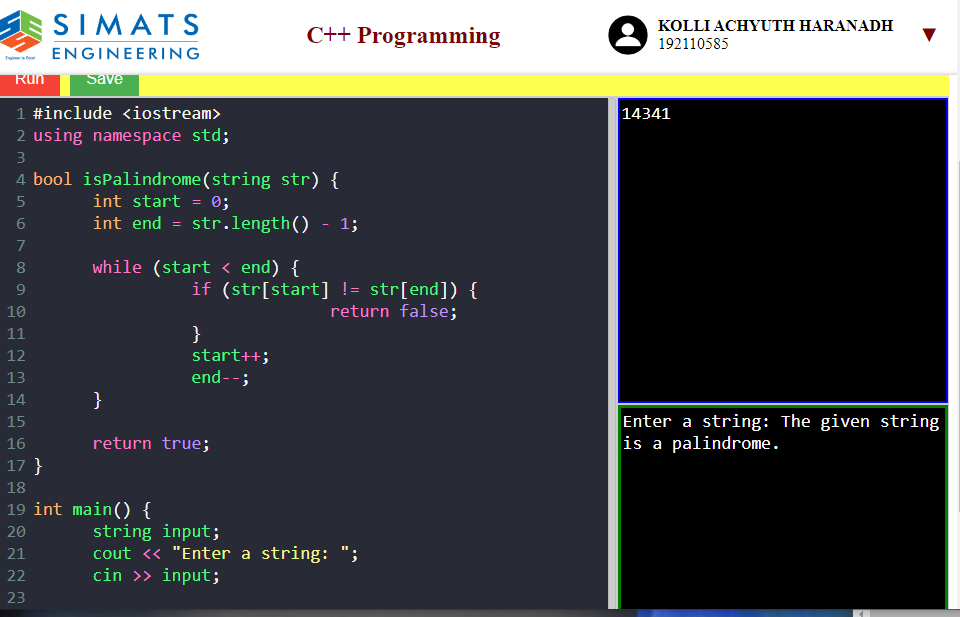 SIMATS
ENGINEERING
Engineer to Excel
C++ Programming
KOLLI ACHYUTH HARANADH
192110585
▼
Run Save
1 #include <iostream>
2 using namespace std;
3
4 bool isPalindrome(string str) {
5 int start = 0;
6 int end = str.length() - 1;
7
8 while (start < end) {
9 if (str[start] != str[end]) {
10 return false;
11 }
12 start++;
13 end--;
14 }
15
16 return true;
17 }
18
19 int main() {
20 string input;
21 cout << "Enter a string: ";
22 cin >> input;
23
14341
Enter a string: The given string
is a palindrome.